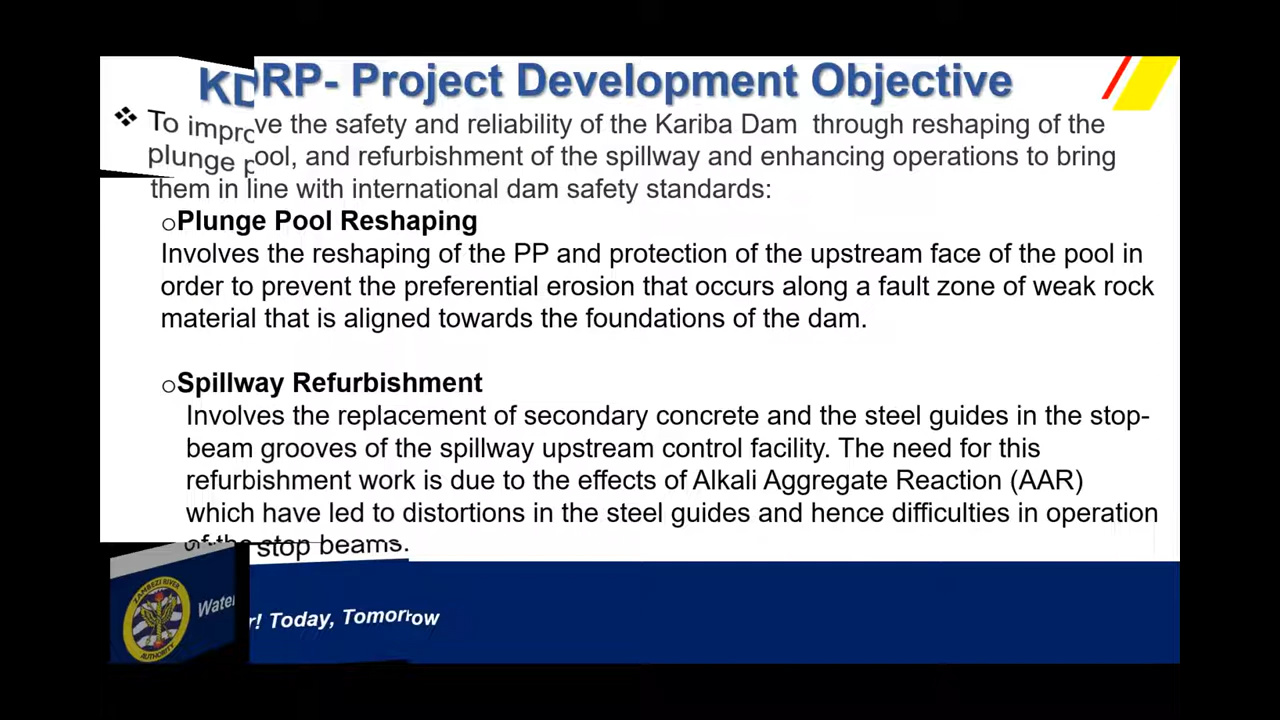 KDRP- Project Development Objective
❖ To improve the safety and reliability of the Kariba Dam through reshaping of the
plunge pool, and refurbishment of the spillway and enhancing operations to bring
them in line with international dam safety standards:
oPlunge Pool Reshaping
Involves the reshaping of the PP and protection of the upstream face of the pool in
order to prevent the preferential erosion that occurs along a fault zone of weak rock
material that is aligned towards the foundations of the dam.
oSpillway Refurbishment
Involves the replacement of secondary concrete and the steel guides in the stop-
beam grooves of the spillway upstream control facility. The need for this
refurbishment work is due to the effects of Alkali Aggregate Reaction (AAR)
which have led to distortions in the steel guides and hence difficulties in operation
of the stop beams.
ZAMBEZI RIVER
AUTHORITY
Water! Today, Tomorrow